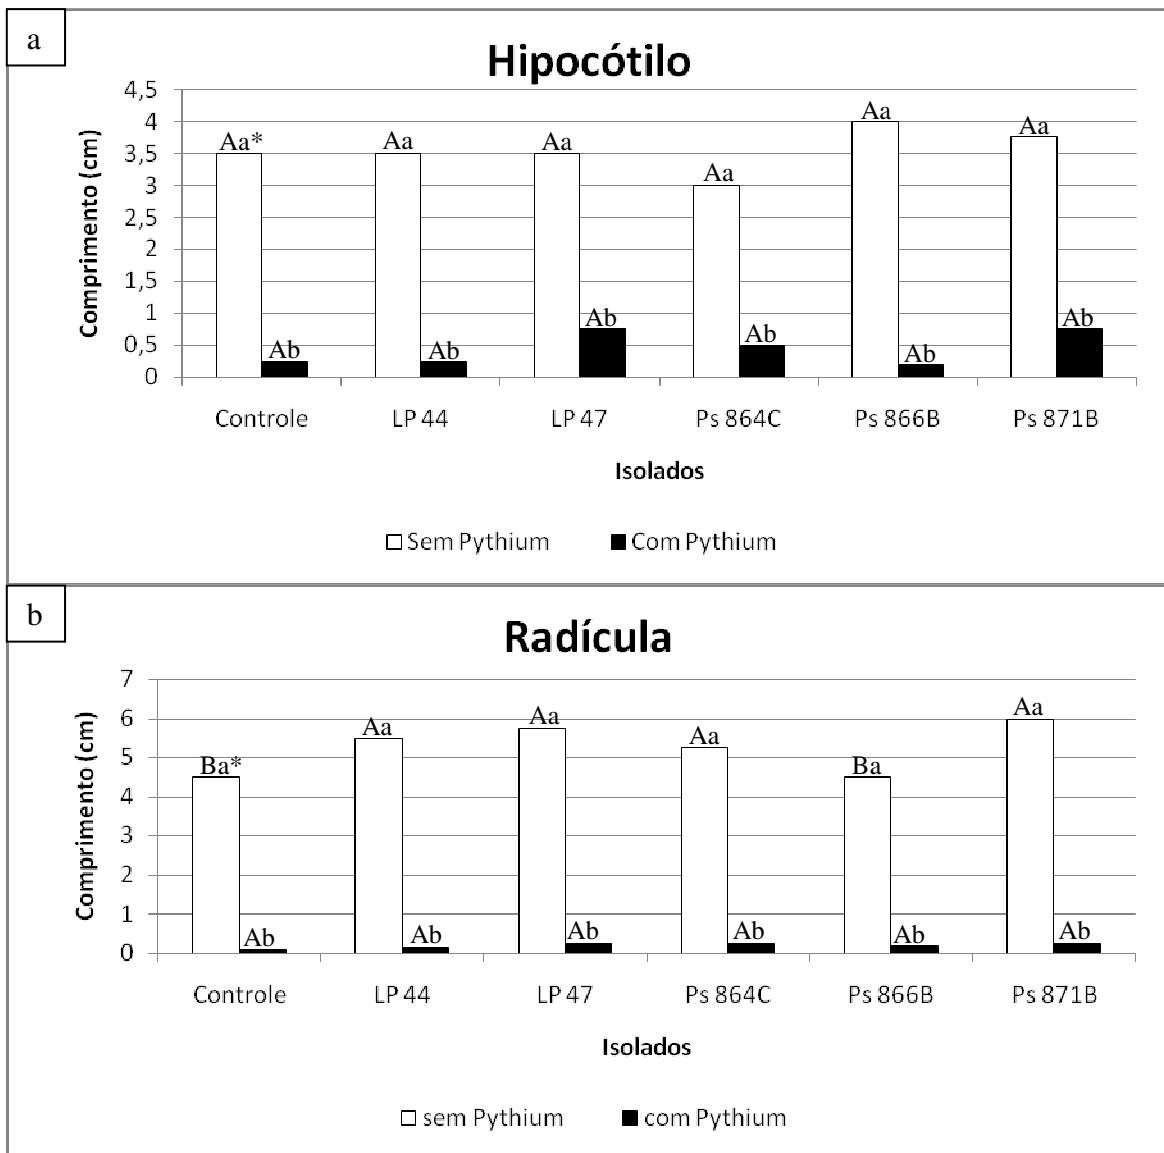 a
Hipocótilo
Comprimento (cm)
4,5
4
3,5
3
2,5
2
1,5
1
0,5
0
Aa* Aa Aa Aa Aa Aa
Ab Ab Ab Ab Ab Ab
Controle LP 44 LP 47 Ps 864C Ps 866B Ps 871B
Isolados
Sem Pythium Com Pythium
b
Radícula
Comprimento (cm)
7
6
5
4
3
2
1
0
Ba* Aa Aa Aa Ba Aa
Ab Ab Ab Ab Ab Ab
Controle LP 44 LP 47 Ps 864C Ps 866B Ps 871B
Isolados
sem Pythium com Pythium